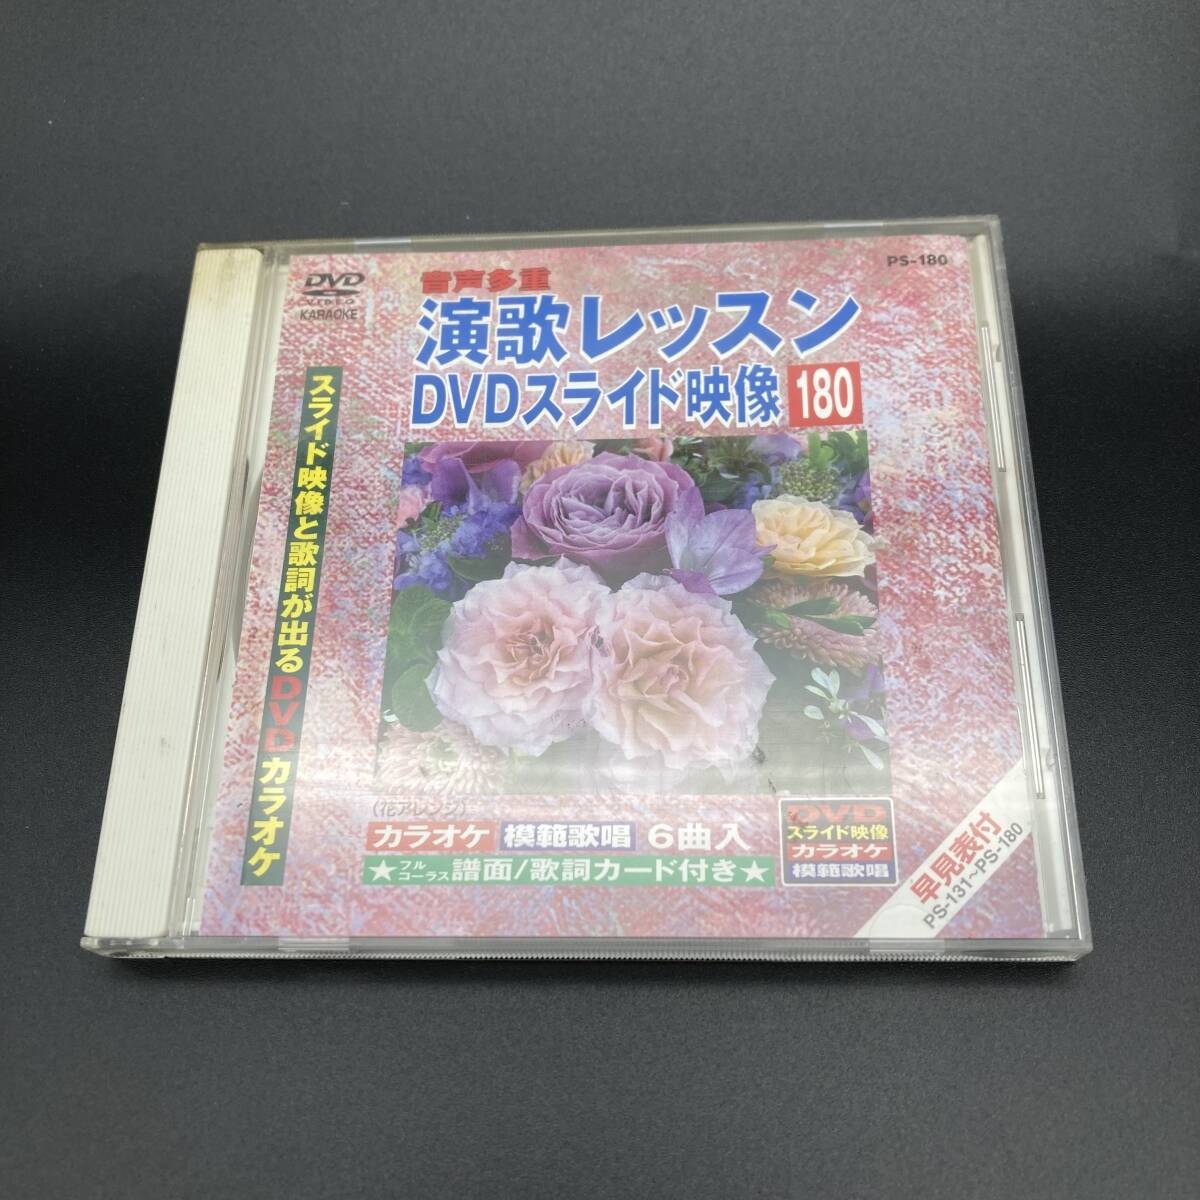 PS-180
DVD
VIDEO
KARAOKE
音声多重
演歌レッスン
DVDスライド映像 180
スライド映像と歌詞が出るDVDカラオケ
(花アレンジ)
カラオケ 模範歌唱 6曲入
★フルコーラス譜面/歌詞カード付き★
DVD
スライド映像
カラオケ
模範歌唱
早見表付
PS-131~PS-180